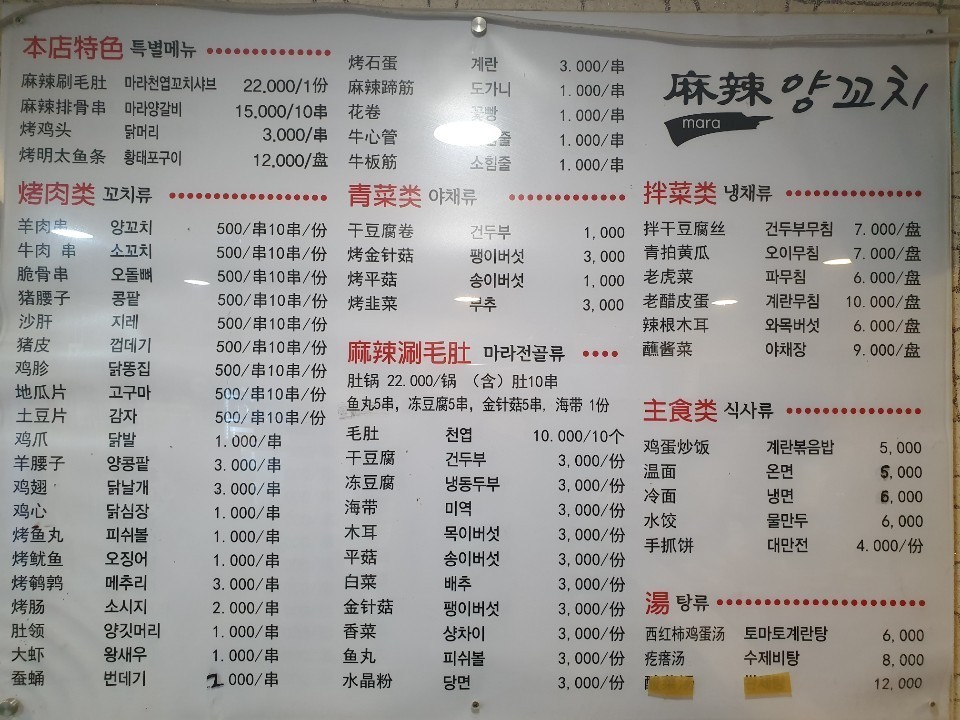 本店特色 특별메뉴
麻辣刷毛肚 마라천엽꼬치샤브 22.000/1份
麻辣排骨串 마라양갈비 15.000/10串
烤鸡头 닭머리 3.000/串
烤明太鱼条 황태포구이 12.000/盘
烤肉类 꼬치류
羊肉串 양꼬치 500/串10串/份
牛肉 串 소꼬치 500/串10串/份
脆骨串 오돌뼈 500/串10串/份
猪腰子 콩팥 500/串10串/份
沙肝 지레 500/串10串/份
猪皮 껍데기 500/串10串/份
鸡胗 닭똥집 500/串10串/份
地瓜片 고구마 500/串10串/份
土豆片 감자 500/串10串/份
鸡爪 닭발 1.000/串
羊腰子 양콩팥 3.000/串
鸡翅 닭날개 3.000/串
鸡心 닭심장 1.000/串
烤鱼丸 피쉬볼 1.000/串
烤鱿鱼 오징어 1.000/串
烤鹌鹑 메추리 3.000/串
烤肠 소시지 2.000/串
肚领 양깃머리 1.000/串
大虾 왕새우 1.000/串
蚕蛹 번데기 2 000/串
烤石蛋 계란 3.000/串
麻辣蹄筋 도가니 1.000/串
花卷 꽃빵 1.000/串
牛心管 줄 1.000/串
牛板筋 소힘줄 1.000/串
青菜类 야채류
干豆腐卷 건두부 1,000
烤金针菇 팽이버섯 3,000
烤平菇 송이버섯 1,000
烤韭菜 부추 3,000
麻辣涮毛肚 마라전골류
肚锅 22.000/锅 （含）肚10串
鱼丸5串，冻豆腐5串，金针菇5串，海带 1份
毛肚 천엽 10.000/10个
干豆腐 건두부 3,000/份
冻豆腐 냉동두부 3,000/份
海带 미역 3,000/份
木耳 목이버섯 3,000/份
平菇 송이버섯 3,000/份
白菜 배추 3,000/份
金针菇 팽이버섯 3,000/份
香菜 샹차이 3,000/份
鱼丸 피쉬볼 3,000/份
水晶粉 당면 3,000/份
麻辣 양꼬치
mara
拌菜类 냉채류
拌干豆腐丝 건두부무침 7.000/盘
青拍黄瓜 오이무침 7.000/盘
老虎菜 파무침 6.000/盘
老醋皮蛋 계란무침 10.000/盘
辣根木耳 와목버섯 6.000/盘
蘸酱菜 야채장 9.000/盘
主食类 식사류
鸡蛋炒饭 계란볶음밥 5,000
温面 온면 5,000
冷面 냉면 6,000
水饺 물만두 6,000
手抓饼 대만전 4.000/份
湯 탕류
西红柿鸡蛋汤 토마토계란탕 6,000
疙瘩汤 수제비탕 8,000
12,000